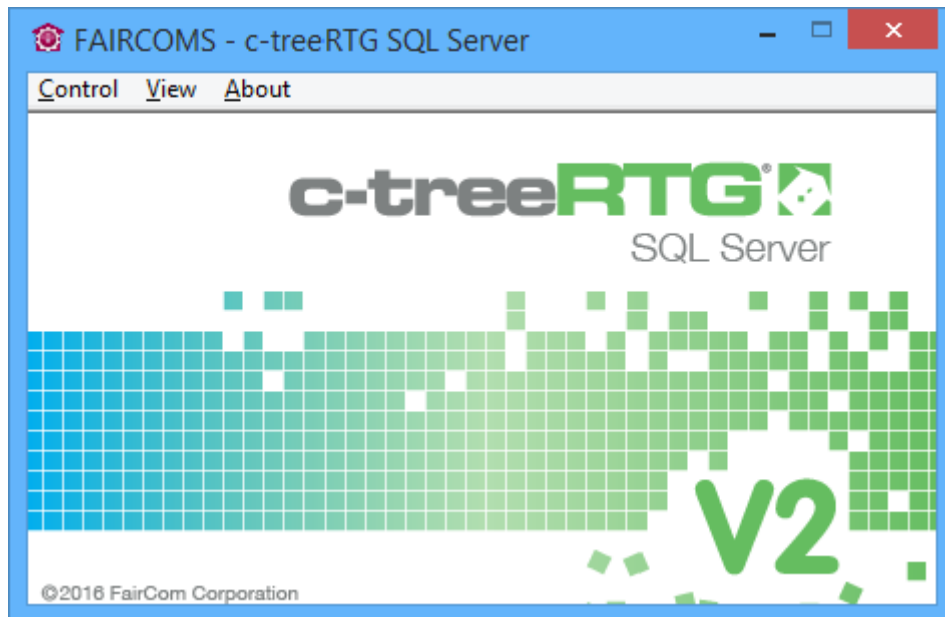 FAIRCOMS - c-treeRTG SQL Server
Control View About
c-treeRTG®
SQL Server
V2
©2016 FairCom Corporation